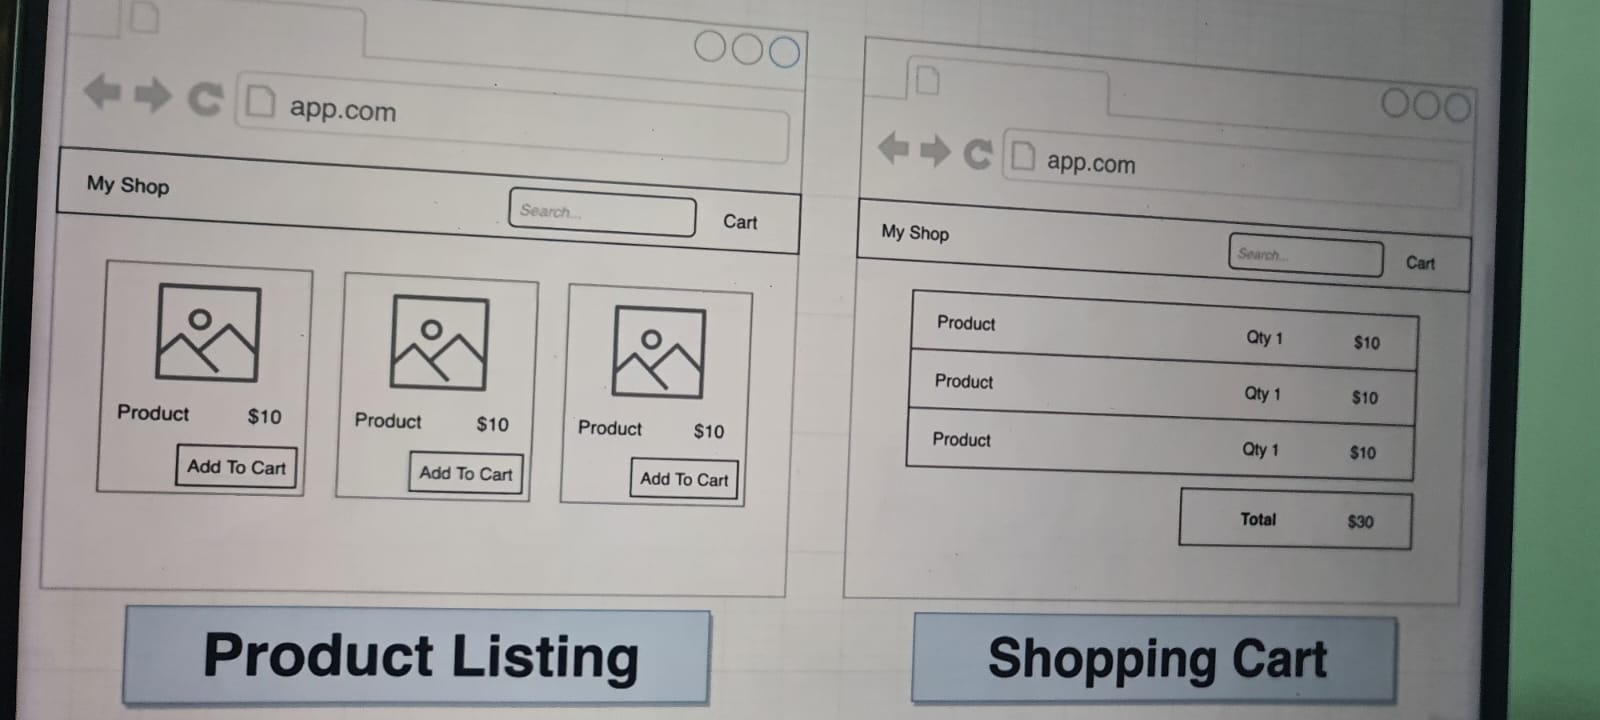 app.com
My Shop
Search...
Cart
Product $10
Add To Cart
Product $10
Add To Cart
Product $10
Add To Cart
Product Listing
app.com
My Shop
Search...
Cart
Product Qty 1 $10
Product Qty 1 $10
Product Qty 1 $10
Total $30
Shopping Cart